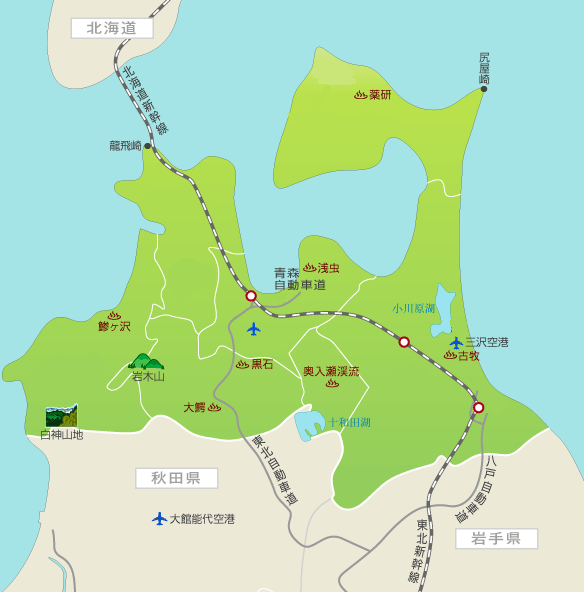 北海道
北海道新幹線
尻屋崎
薬研
龍飛崎
青森
自動車道
浅虫
小川原湖
鰺ヶ沢
三沢空港
古牧
岩木山
黒石
奥入瀬渓流
大鰐
十和田湖
白神山地
東北自動車道
八戸自動車道
秋田県
大館能代空港
東北新幹線
岩手県